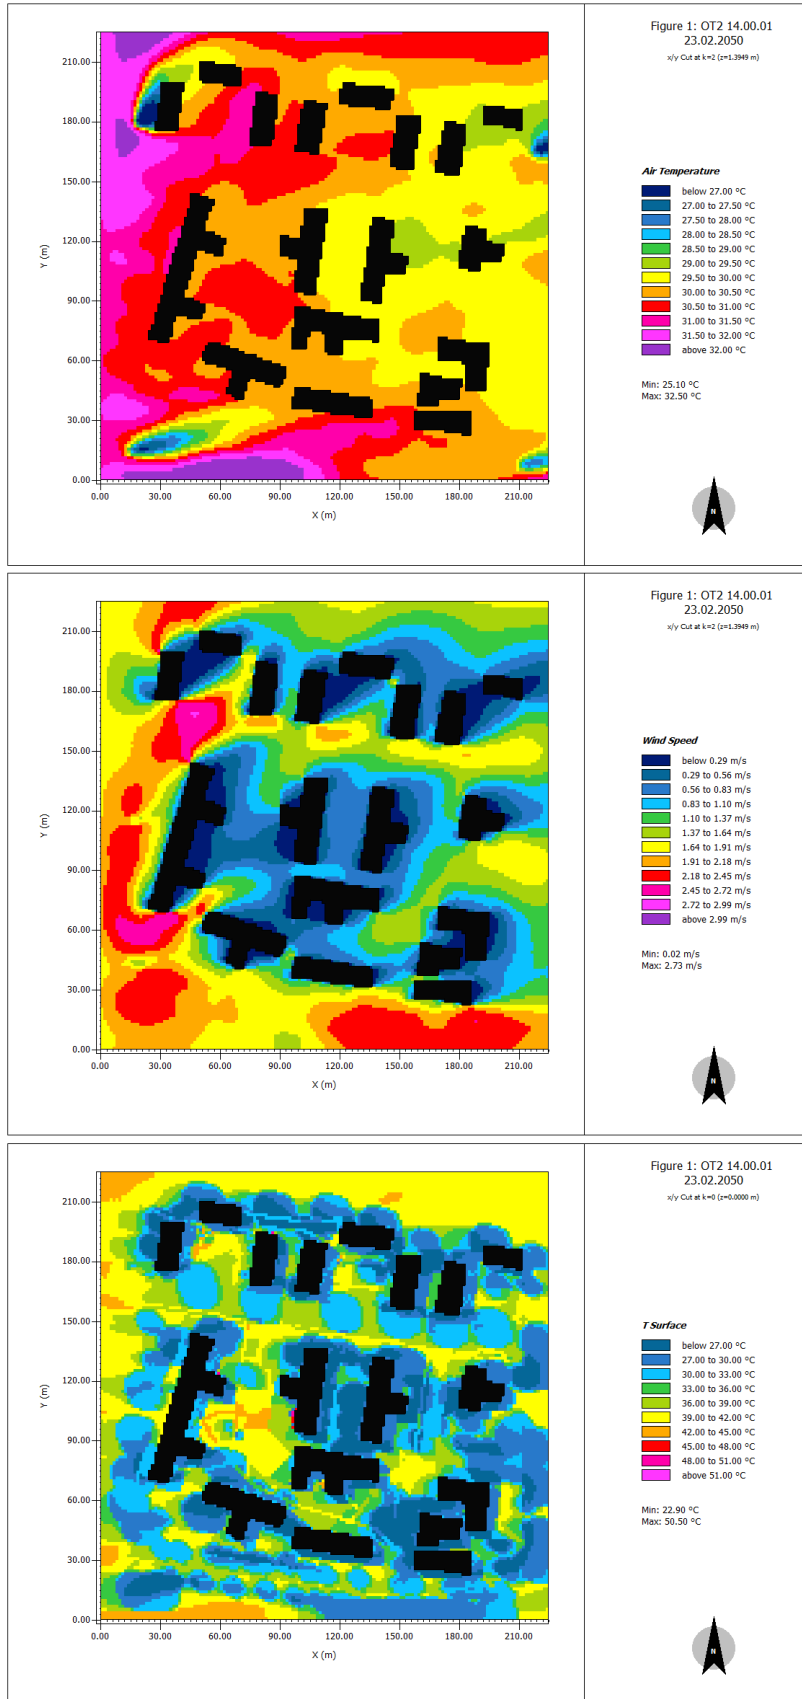 Figure 1: OT2 14.00.01
23.02.2050
x/y Cut at k=2 (z=1.3949 m)
Air Temperature
below 27.00 °C
27.00 to 27.50 °C
27.50 to 28.00 °C
28.00 to 28.50 °C
28.50 to 29.00 °C
29.00 to 29.50 °C
29.50 to 30.00 °C
30.00 to 30.50 °C
30.50 to 31.00 °C
31.00 to 31.50 °C
31.50 to 32.00 °C
above 32.00 °C
Min: 25.10 °C
Max: 32.50 °C
N
210.00
180.00
150.00
120.00
90.00
60.00
30.00
0.00
Y (m)
0.00 30.00 60.00 90.00 120.00 150.00 180.00 210.00
X (m)
Figure 1: OT2 14.00.01
23.02.2050
x/y Cut at k=2 (z=1.3949 m)
Wind Speed
below 0.29 m/s
0.29 to 0.56 m/s
0.56 to 0.83 m/s
0.83 to 1.10 m/s
1.10 to 1.37 m/s
1.37 to 1.64 m/s
1.64 to 1.91 m/s
1.91 to 2.18 m/s
2.18 to 2.45 m/s
2.45 to 2.72 m/s
2.72 to 2.99 m/s
above 2.99 m/s
Min: 0.02 m/s
Max: 2.73 m/s
N
210.00
180.00
150.00
120.00
90.00
60.00
30.00
0.00
Y (m)
0.00 30.00 60.00 90.00 120.00 150.00 180.00 210.00
X (m)
Figure 1: OT2 14.00.01
23.02.2050
x/y Cut at k=0 (z=0.0000 m)
T Surface
below 27.00 °C
27.00 to 30.00 °C
30.00 to 33.00 °C
33.00 to 36.00 °C
36.00 to 39.00 °C
39.00 to 42.00 °C
42.00 to 45.00 °C
45.00 to 48.00 °C
48.00 to 51.00 °C
above 51.00 °C
Min: 22.90 °C
Max: 50.50 °C
N
210.00
180.00
150.00
120.00
90.00
60.00
30.00
0.00
Y (m)
0.00 30.00 60.00 90.00 120.00 150.00 180.00 210.00
X (m)